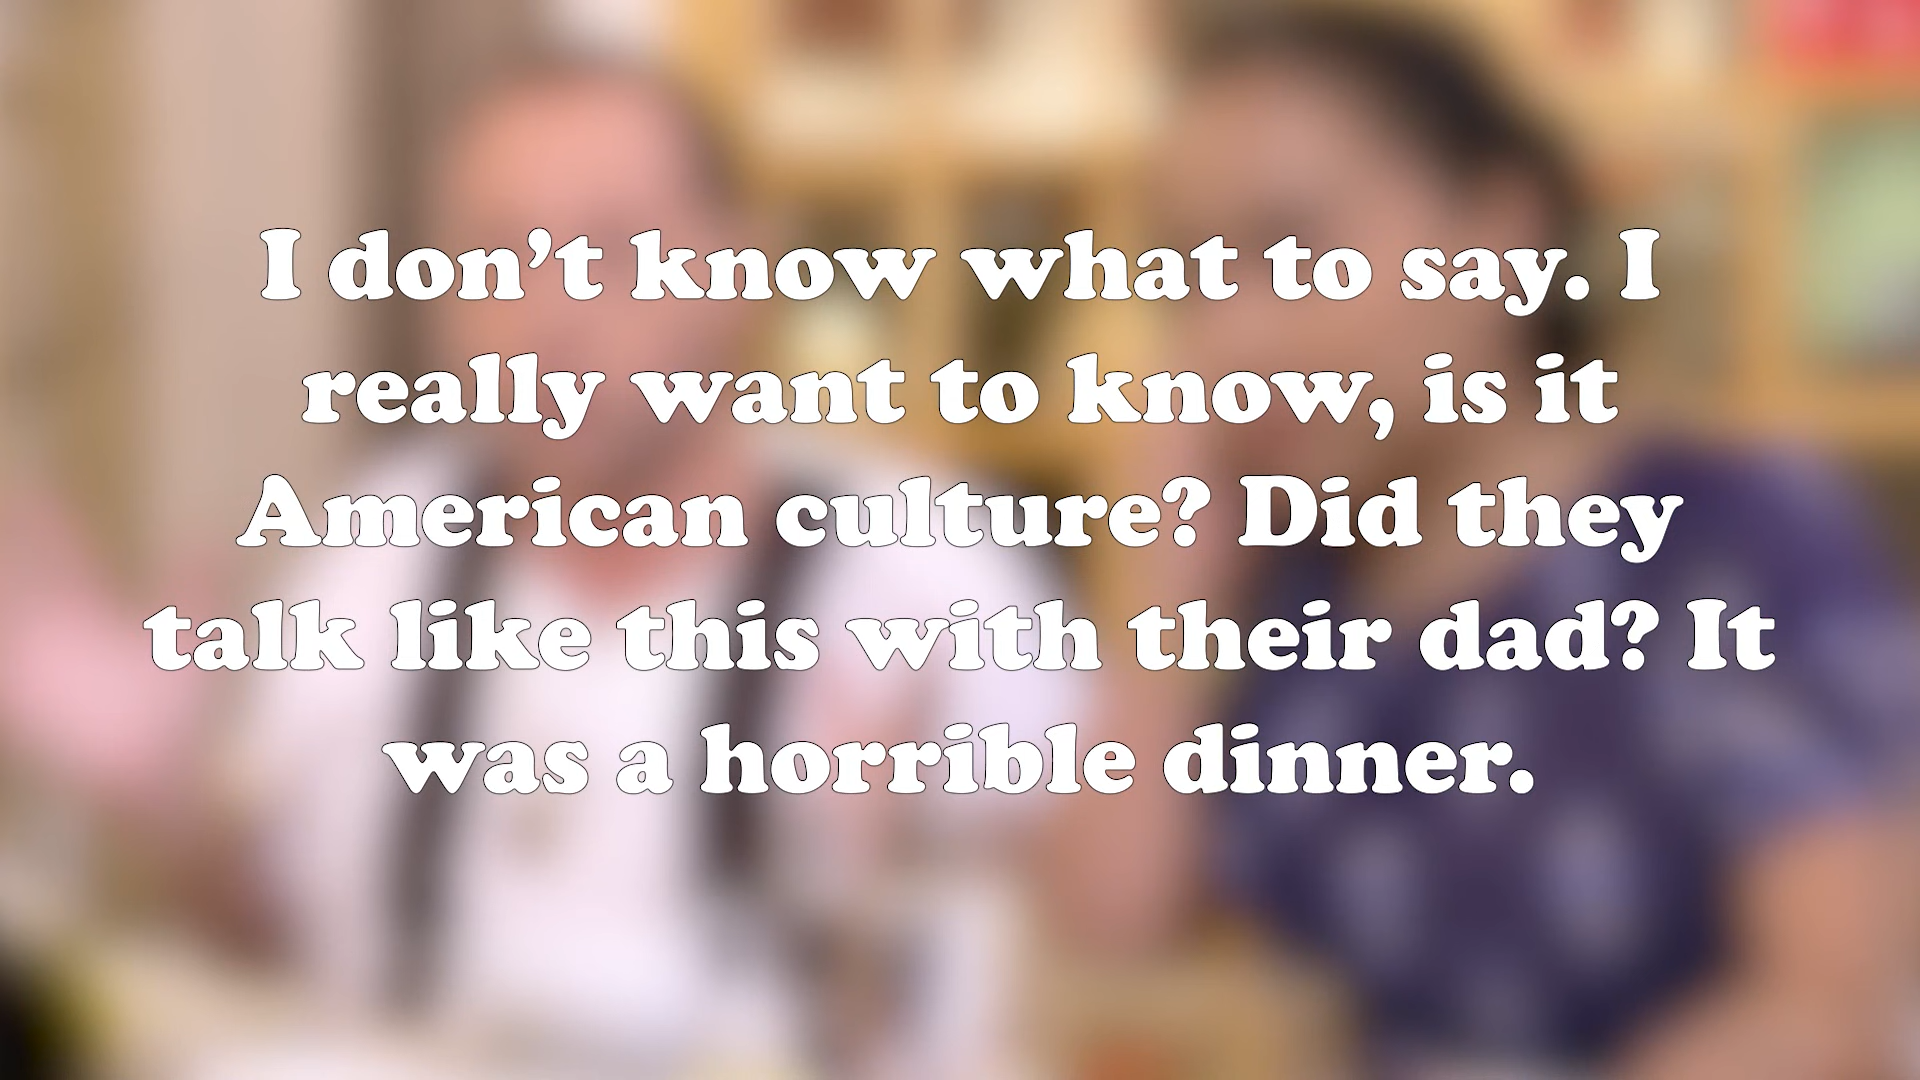 I don’t know what to say. I
really want to know, is it
American culture? Did they
talk like this with their dad? It
was a horrible dinner.